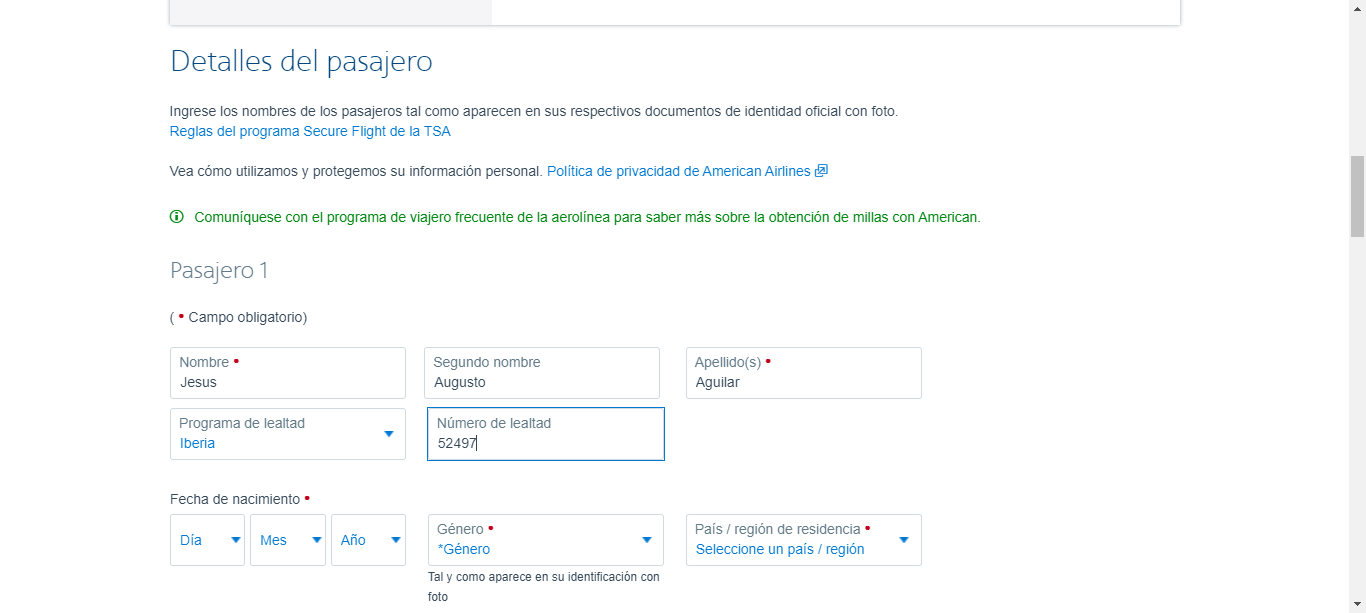 Detalles del pasajero
Ingrese los nombres de los pasajeros tal como aparecen en sus respectivos documentos de identidad oficial con foto.
Reglas del programa Secure Flight de la TSA
Vea cómo utilizamos y protegemos su información personal. Política de privacidad de American Airlines
Comuníquese con el programa de viajero frecuente de la aerolínea para saber más sobre la obtención de millas con American.
Pasajero 1
( • Campo obligatorio)
Nombre • Segundo nombre Apellido(s) •
Jesus Augusto Aguilar
Programa de lealtad Número de lealtad
Iberia 52497
Fecha de nacimiento •
Género • País / región de residencia •
Día Mes Año *Género Seleccione un país / región
Tal y como aparece en su identificación con
foto